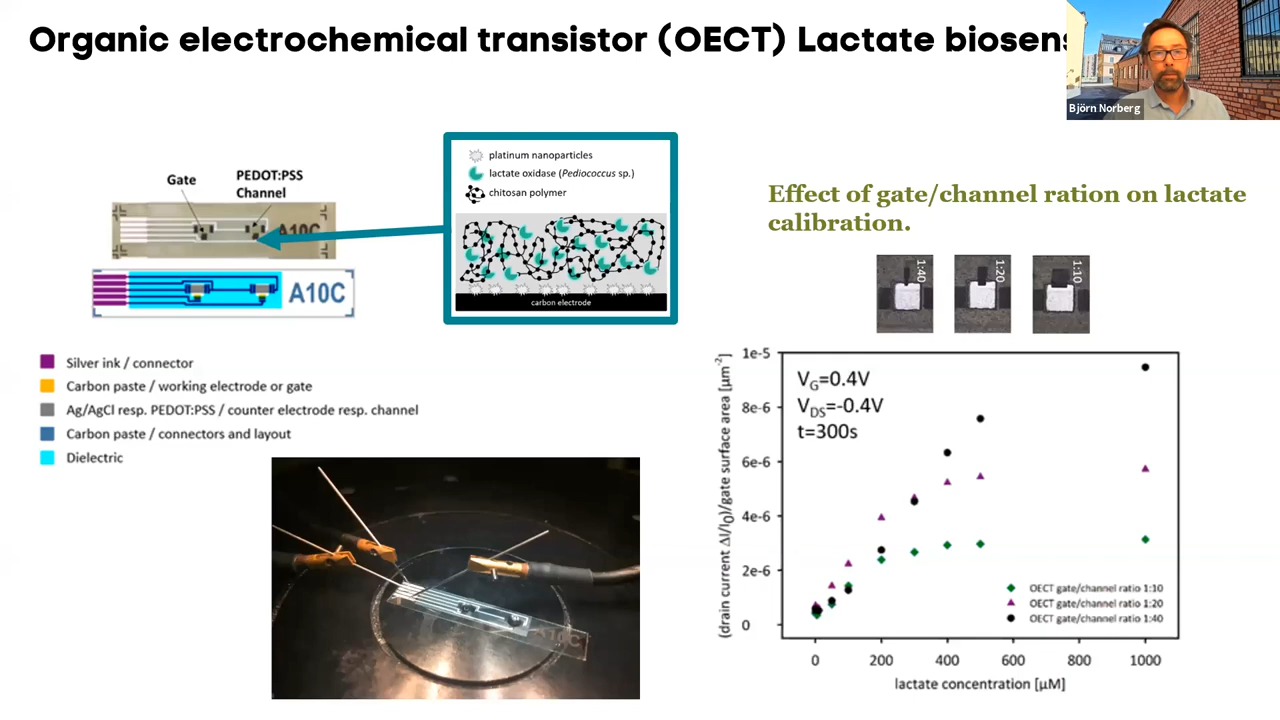 Organic electrochemical transistor (OECT) Lactate biosens
Björn Norberg
Gate
PEDOT:PSS
Channel
A10C
A10C
platinum nanoparticles
lactate oxidase (Pediococcus sp.)
chitosan polymer
carbon electrode
Silver ink / connector
Carbon paste / working electrode or gate
Ag/AgCl resp. PEDOT:PSS / counter electrode resp. channel
Carbon paste / connectors and layout
Dielectric
A10C
Effect of gate/channel ration on lactate
calibration.
1:40
1:20
1:10
(drain current ΔI/I0)/gate surface area) [µm-2]
1e-5
8e-6
6e-6
4e-6
2e-6
0
VG=0.4V
VDS=-0.4V
t=300s
OECT gate/channel ratio 1:10
OECT gate/channel ratio 1:20
OECT gate/channel ratio 1:40
0 200 400 600 800 1000
lactate concentration [µM]